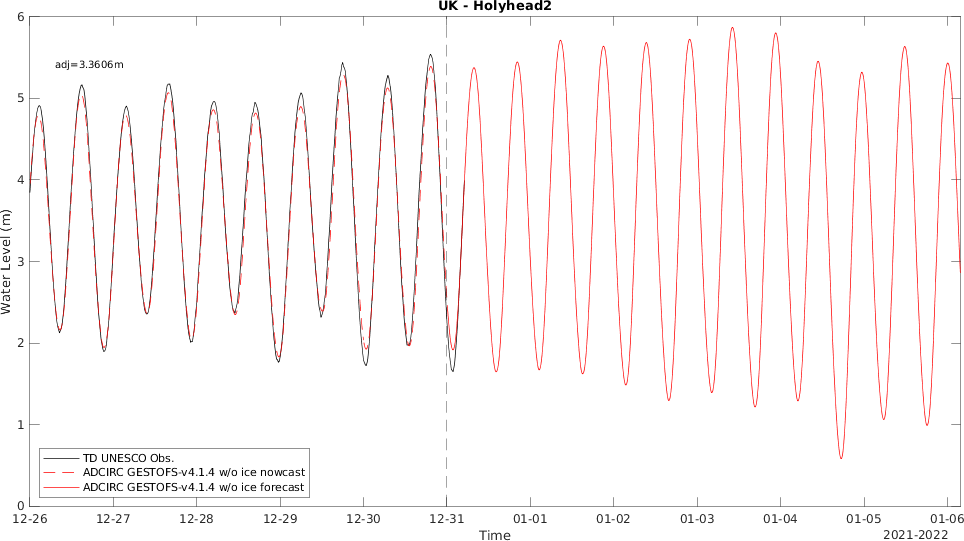 UK - Holyhead2
6
adj=3.3606m
5
4
3
2
1
0
Water Level (m)
TD UNESCO Obs.
ADCIRC GESTOFS-v4.1.4 w/o ice nowcast
ADCIRC GESTOFS-v4.1.4 w/o ice forecast
12-26 12-27 12-28 12-29 12-30 12-31 01-01 01-02 01-03 01-04 01-05 01-06
Time
2021-2022